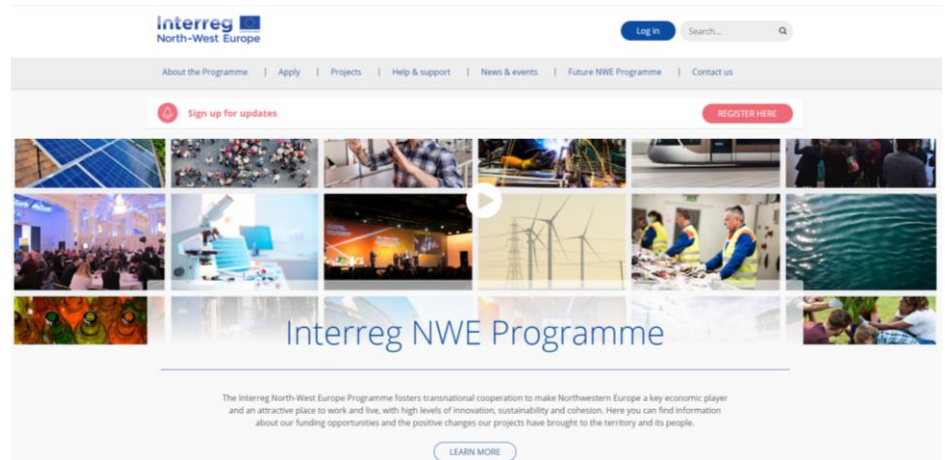 Interreg
North-West Europe
Log in
Search...
About the Programme | Apply | Projects | Help & support | News & events | Future NWE Programme | Contact us
Sign up for updates
REGISTER HERE
Interreg NWE Programme
The Interreg North-West Europe Programme fosters transnational cooperation to make Northwestern Europe a key economic player
and an attractive place to work and live, with high levels of innovation, sustainability and cohesion. Here you can find information
about our funding opportunities and the positive changes our projects have brought to the territory and its people.
LEARN MORE